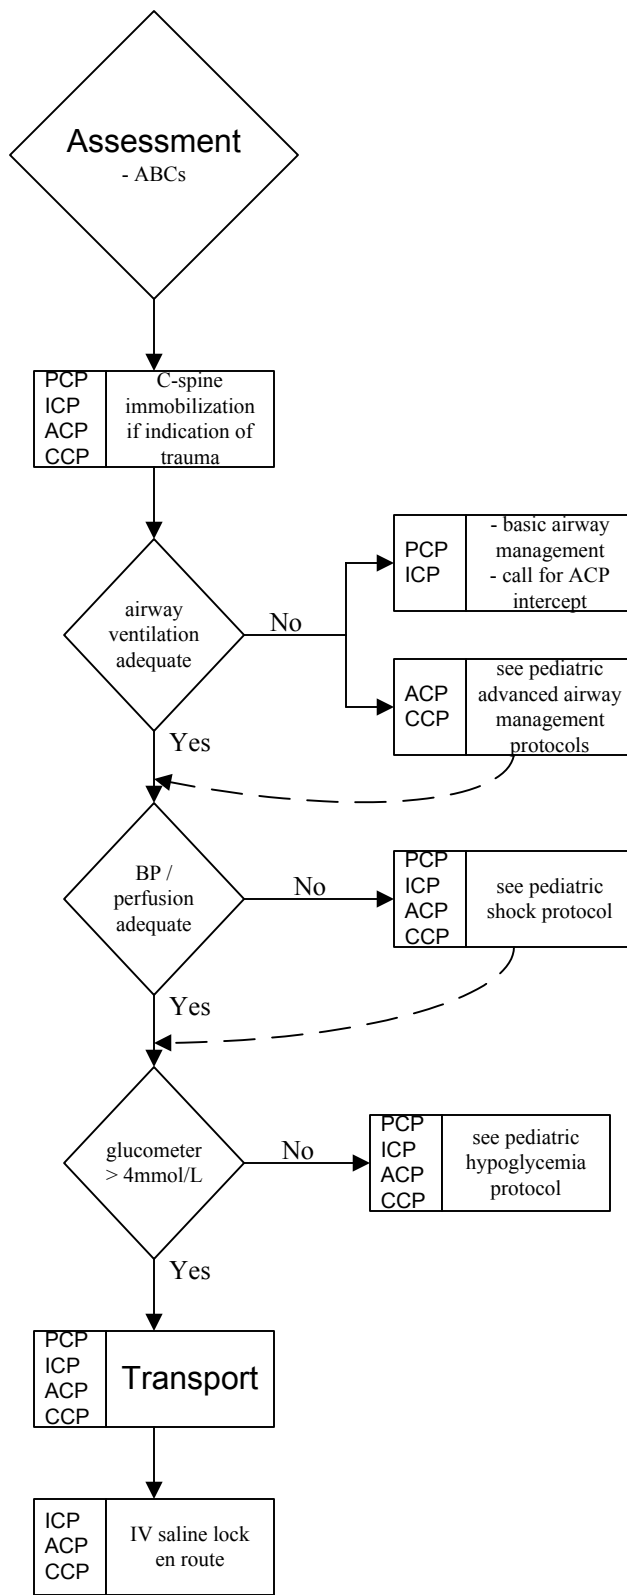 Assessment
- ABCs
PCP
ICP
ACP
CCP
C-spine
immobilization
if indication of
trauma
airway
ventilation
adequate
No
PCP
ICP
- basic airway
management
- call for ACP
intercept
ACP
CCP
see pediatric
advanced airway
management
protocols
Yes
BP /
perfusion
adequate
No
PCP
ICP
ACP
CCP
see pediatric
shock protocol
Yes
glucometer
> 4mmol/L
No
PCP
ICP
ACP
CCP
see pediatric
hypoglycemia
protocol
Yes
PCP
ICP
ACP
CCP
Transport
ICP
ACP
CCP
IV saline lock
en route